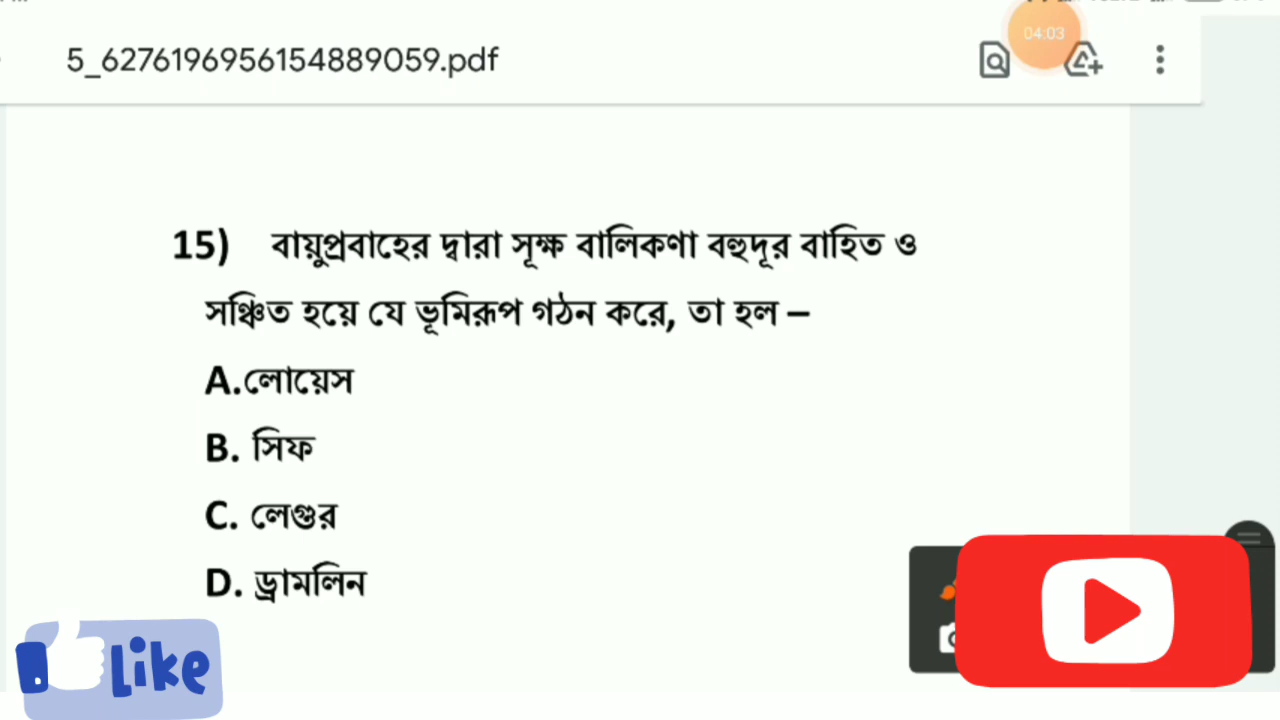 04:03
5_6276196956154889059.pdf
15) বায়ুপ্রবাহের দ্বারা সূক্ষ বালিকণা বহুদূর বাহিত ও
সঞ্চিত হয়ে যে ভূমিরূপ গঠন করে, তা হল –
A.লোয়েস
B. সিফ
C. লেগুর
D. ড্রামলিন
Like